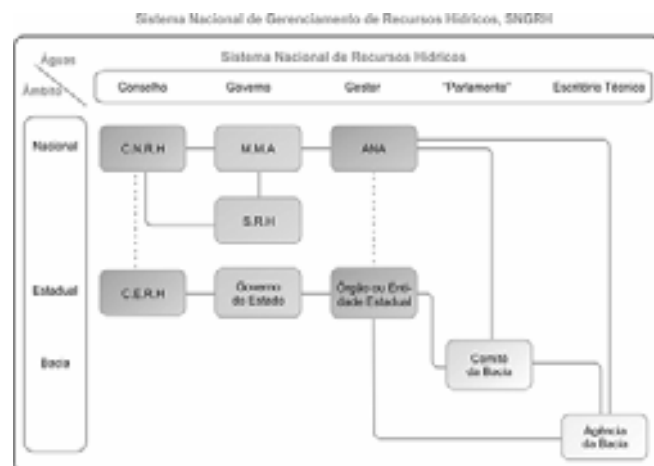 Sistema Nacional de Gerenciamento de Recursos Hídricos, SNGRH
Sistema Nacional de Recursos Hídricos
Águas
Âmbito
Conselho
Governo
Gestor
"Parlamento"
Escritório Técnico
Nacional
C.N.R.H
M.M.A
ANA
S.R.H
Estadual
C.E.R.H
Governo
do Estado
Órgão ou Enti-
dade Estadual
Bacia
Comitê
da Bacia
Agência
da Bacia